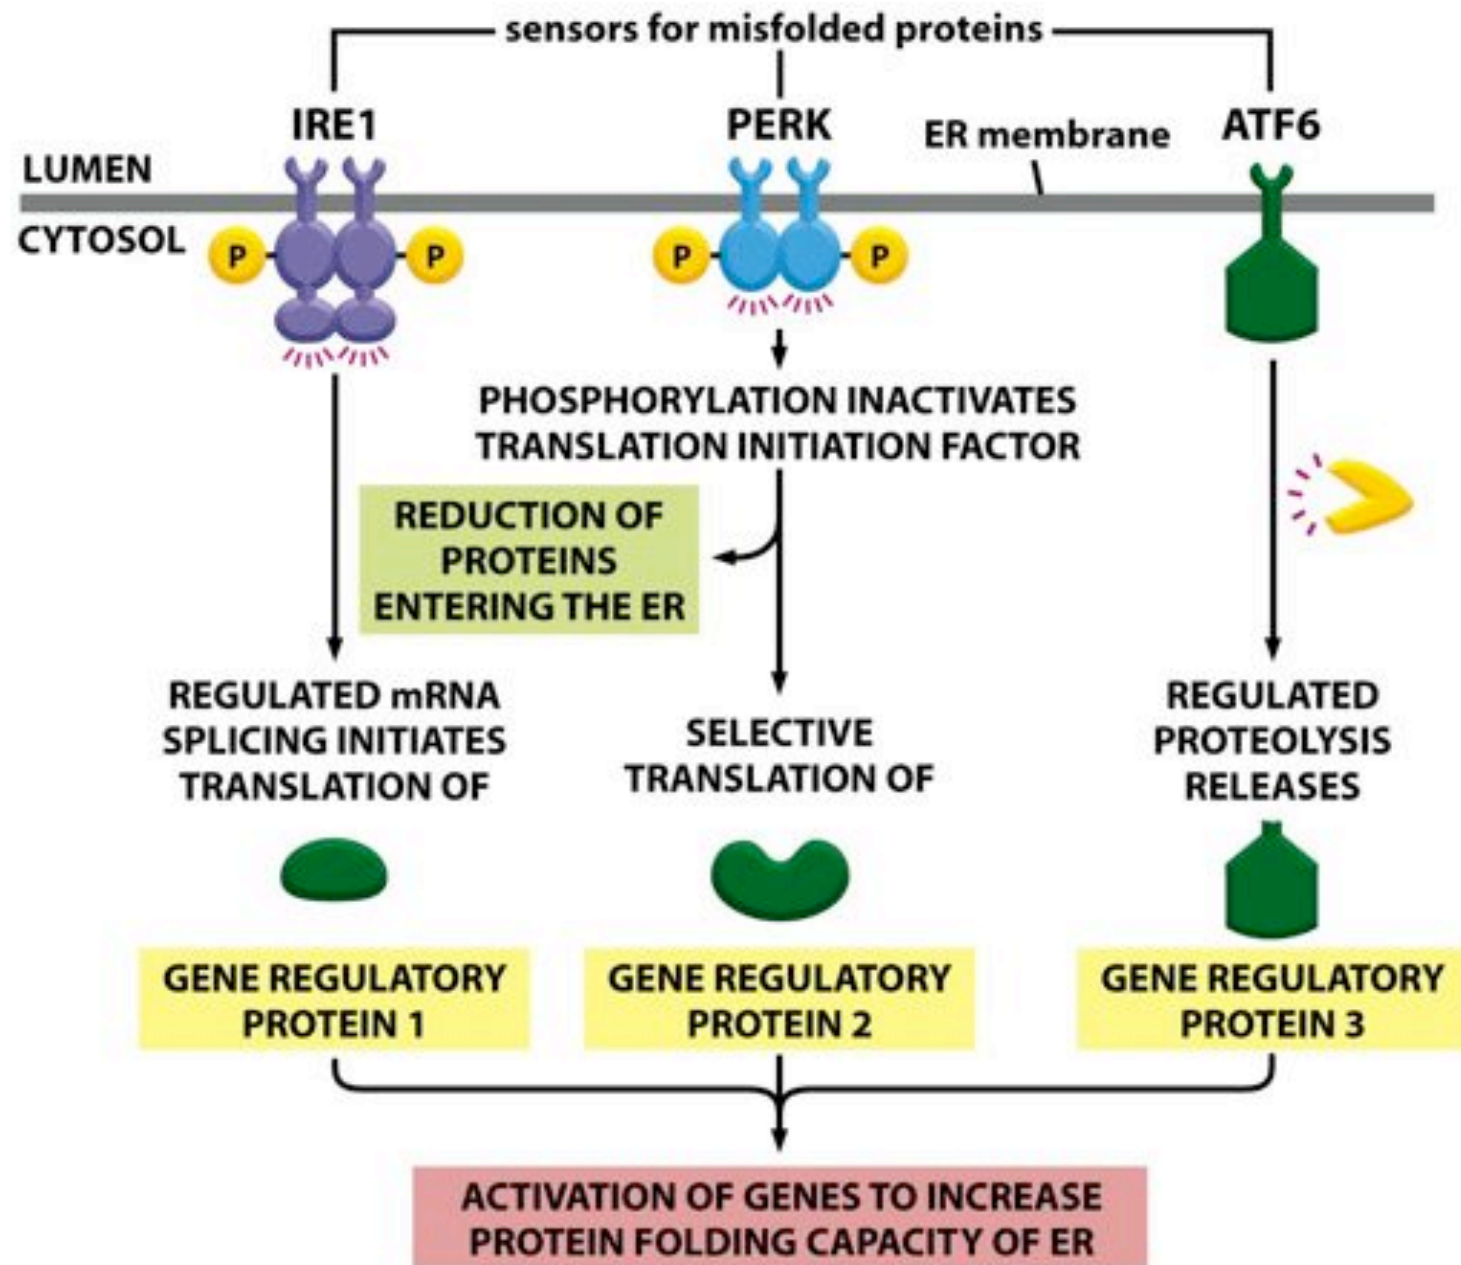 sensors for misfolded proteins
IRE1
PERK
ER membrane
ATF6
LUMEN
CYTOSOL
P
P
P
P
PHOSPHORYLATION INACTIVATES
TRANSLATION INITIATION FACTOR
REDUCTION OF
PROTEINS
ENTERING THE ER
REGULATED mRNA
SPLICING INITIATES
TRANSLATION OF
SELECTIVE
TRANSLATION OF
REGULATED
PROTEOLYSIS
RELEASES
GENE REGULATORY
PROTEIN 1
GENE REGULATORY
PROTEIN 2
GENE REGULATORY
PROTEIN 3
ACTIVATION OF GENES TO INCREASE
PROTEIN FOLDING CAPACITY OF ER